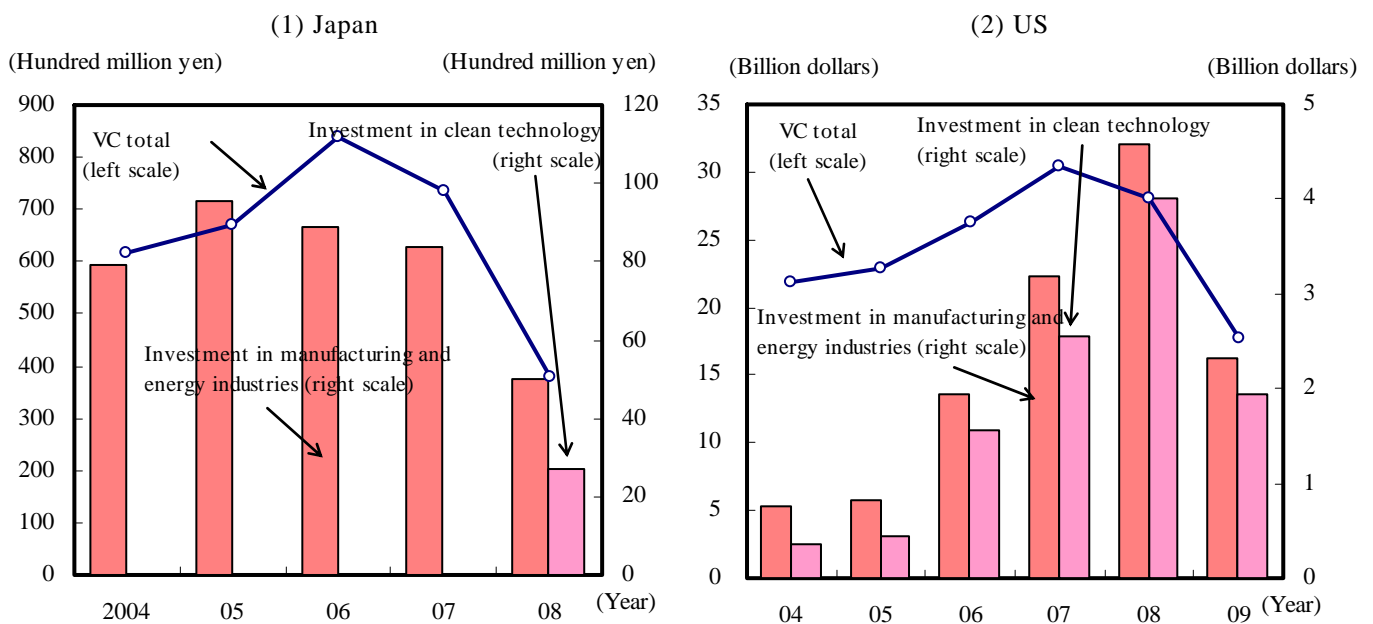 (1) Japan
(Hundred million yen)
(Hundred million yen)
900
800
700
600
500
400
300
200
100
0
120
100
80
60
40
20
0
VC total
(left scale)
Investment in clean technology
(right scale)
Investment in manufacturing and
energy industries (right scale)
2004
05
06
07
08
(Year)
(2) US
(Billion dollars)
(Billion dollars)
35
30
25
20
15
10
5
0
5
4
3
2
1
0
VC total
(left scale)
Investment in clean technology
(right scale)
Investment in manufacturing and
energy industries (right scale)
04
05
06
07
08
09
(Year)